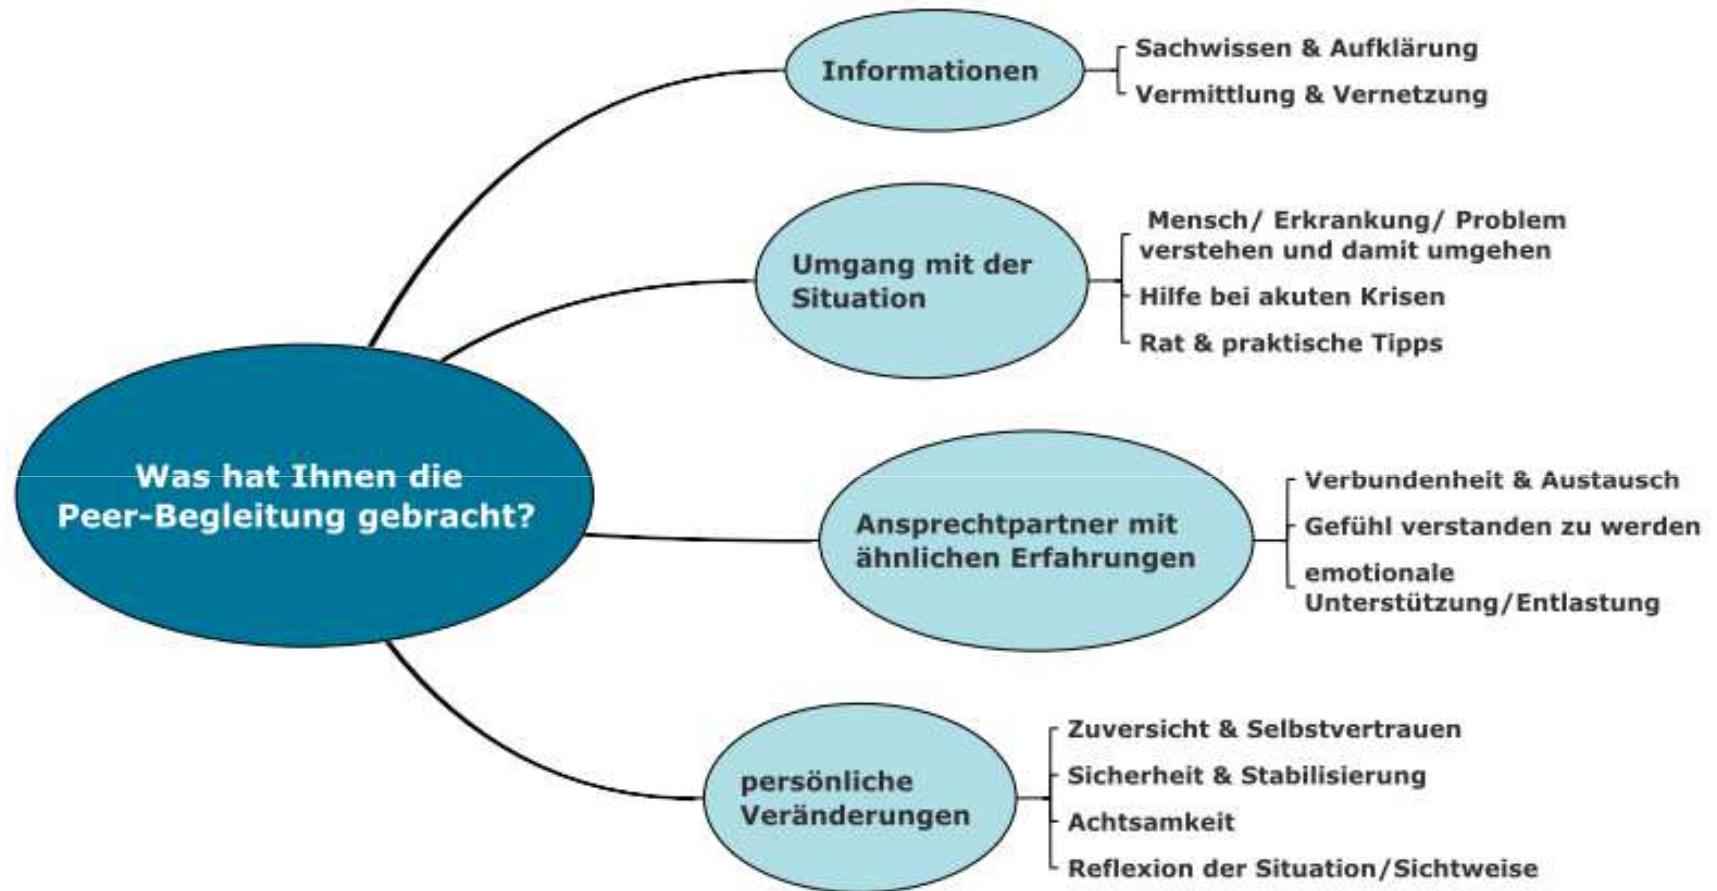 Informationen
Sachwissen & Aufklärung
Vermittlung & Vernetzung
Umgang mit der
Situation
Mensch/ Erkrankung/ Problem
verstehen und damit umgehen
Hilfe bei akuten Krisen
Rat & praktische Tipps
Was hat Ihnen die
Peer-Begleitung gebracht?
Ansprechtpartner mit
ähnlichen Erfahrungen
Verbundenheit & Austausch
Gefühl verstanden zu werden
emotionale
Unterstützung/Entlastung
persönliche
Veränderungen
Zuversicht & Selbstvertrauen
Sicherheit & Stabilisierung
Achtsamkeit
Reflexion der Situation/Sichtweise